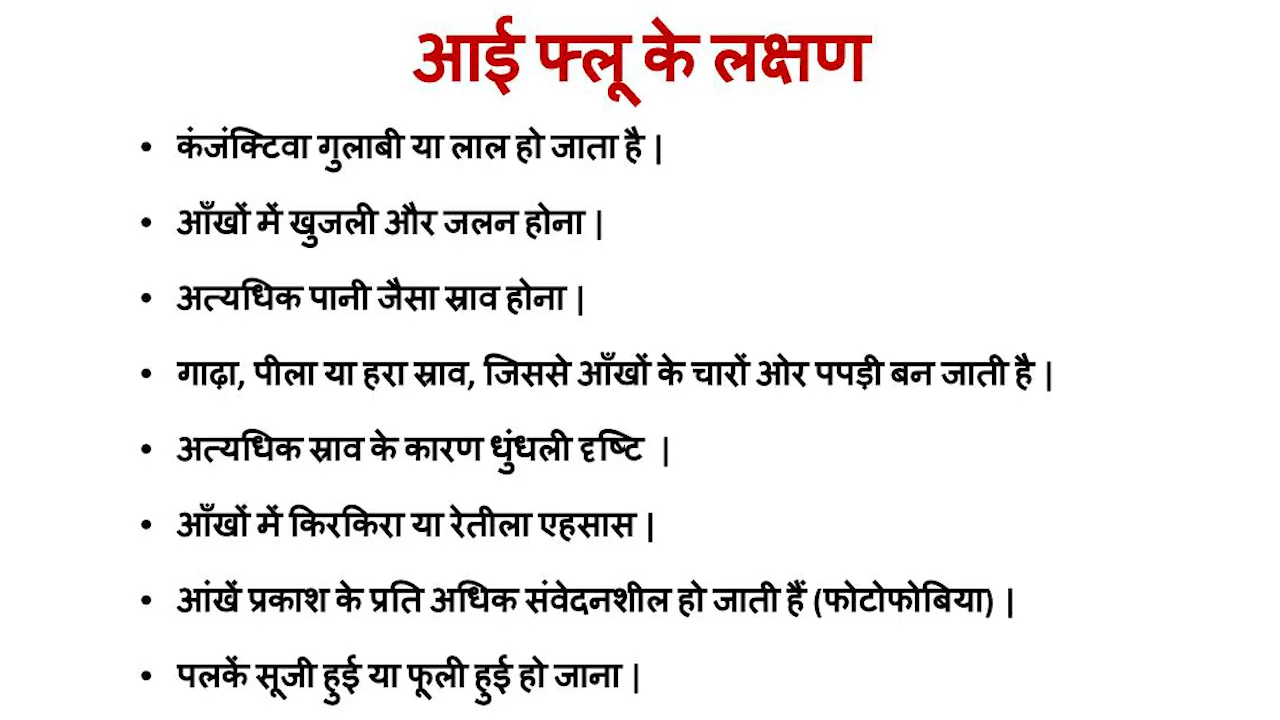 आई फ्लू के लक्षण
• कंजंक्टिवा गुलाबी या लाल हो जाता है |
• आँखों में खुजली और जलन होना |
• अत्यधिक पानी जैसा स्राव होना |
• गाढ़ा, पीला या हरा स्राव, जिससे आँखों के चारों ओर पपड़ी बन जाती है |
• अत्यधिक स्राव के कारण धुंधली दृष्टि |
• आँखों में किरकिरा या रेतीला एहसास |
• आंखें प्रकाश के प्रति अधिक संवेदनशील हो जाती हैं (फोटोफोबिया) |
• पलकें सूजी हुई या फूली हुई हो जाना |